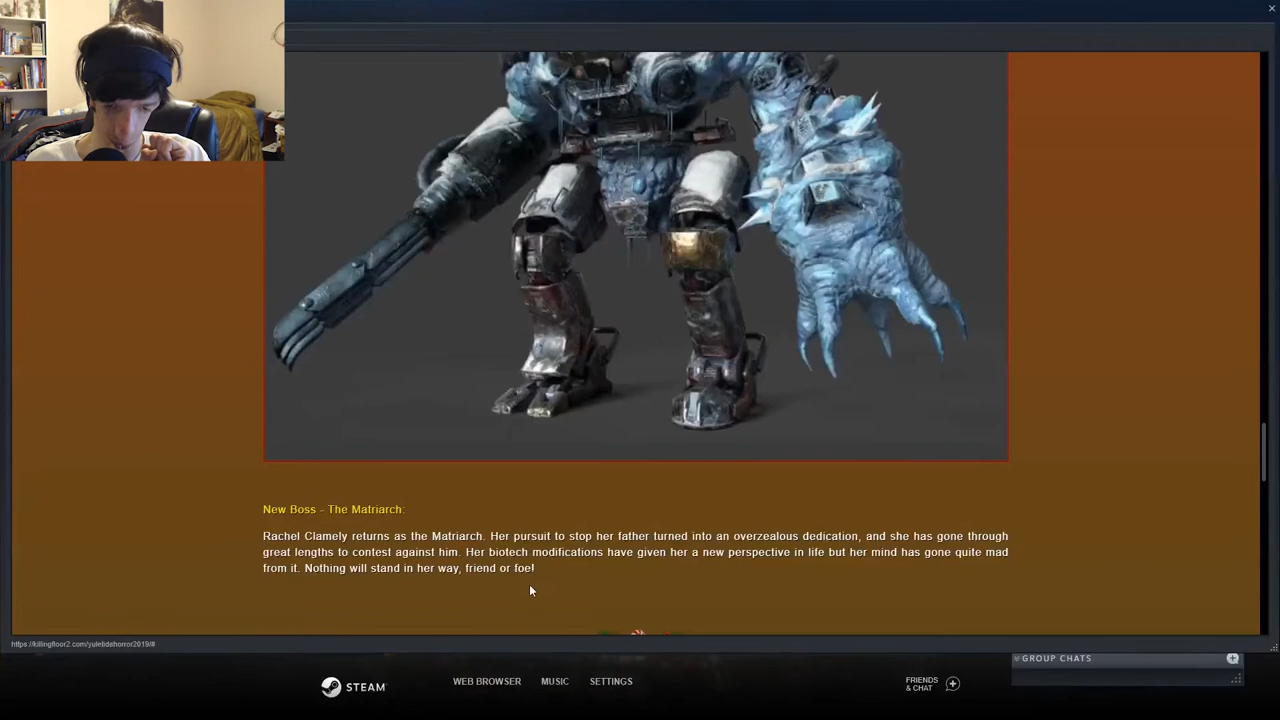 New Boss - The Matriarch:
Rachel Clamely returns as the Matriarch. Her pursuit to stop her father turned into an overzealous dedication, and she has gone through
great lengths to contest against him. Her biotech modifications have given her a new perspective in life but her mind has gone quite mad
from it. Nothing will stand in her way, friend or foe!
https://killingfloor2.com/yuletidehorror2019/#
GROUP CHATS
STEAM
WEB BROWSER
MUSIC
SETTINGS
FRIENDS
& CHAT